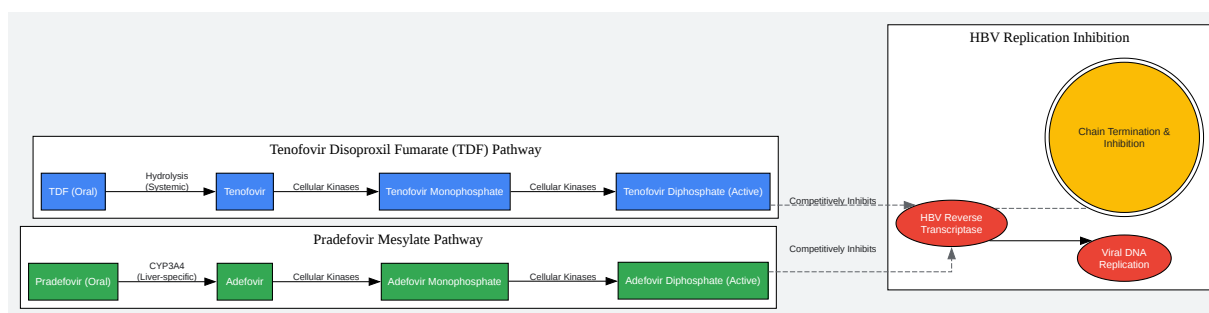 HBV Replication Inhibition
Chain Termination &
Inhibition
Tenofovir Disoproxil Fumarate (TDF) Pathway
TDF (Oral)
Hydrolysis
(Systemic)
Tenofovir
Cellular Kinases
Tenofovir Monophosphate
Cellular Kinases
Tenofovir Diphosphate (Active)
Competitively Inhibits
HBV Reverse
Transcriptase
Pradefovir Mesylate Pathway
Pradefovir (Oral)
CYP3A4
(Liver-specific)
Adefovir
Cellular Kinases
Adefovir Monophosphate
Cellular Kinases
Adefovir Diphosphate (Active)
Competitively Inhibits
Viral DNA
Replication